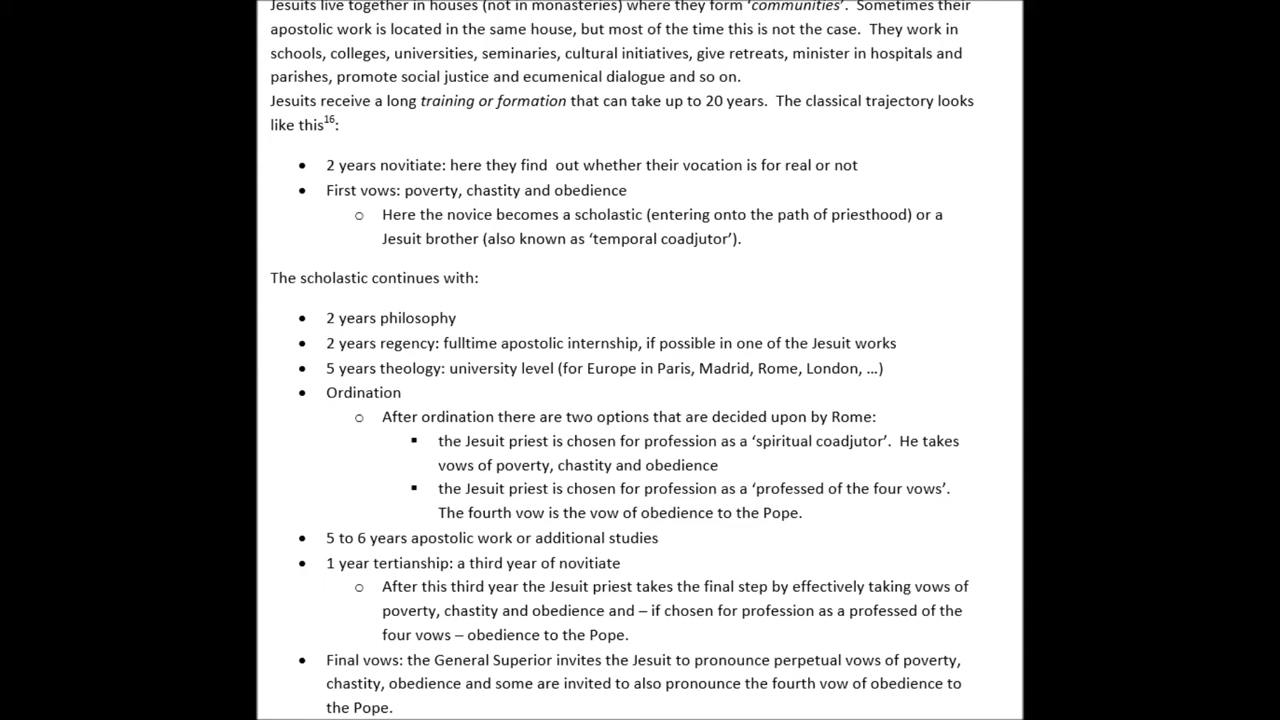 Jesuits live together in houses (not in monasteries) where they form ‘communities’.  Sometimes their
apostolic work is located in the same house, but most of the time this is not the case.  They work in
schools, colleges, universities, seminaries, cultural initiatives, give retreats, minister in hospitals and
parishes, promote social justice and ecumenical dialogue and so on.
Jesuits receive a long training or formation that can take up to 20 years.  The classical trajectory looks
like this16:
• 2 years novitiate: here they find  out whether their vocation is for real or not
• First vows: poverty, chastity and obedience
o Here the novice becomes a scholastic (entering onto the path of priesthood) or a
Jesuit brother (also known as ‘temporal coadjutor’).
The scholastic continues with:
• 2 years philosophy
• 2 years regency: fulltime apostolic internship, if possible in one of the Jesuit works
• 5 years theology: university level (for Europe in Paris, Madrid, Rome, London, …)
• Ordination
o After ordination there are two options that are decided upon by Rome:
▪ the Jesuit priest is chosen for profession as a ‘spiritual coadjutor’.  He takes
vows of poverty, chastity and obedience
▪ the Jesuit priest is chosen for profession as a ‘professed of the four vows’.
The fourth vow is the vow of obedience to the Pope.
• 5 to 6 years apostolic work or additional studies
• 1 year tertianship: a third year of novitiate
o After this third year the Jesuit priest takes the final step by effectively taking vows of
poverty, chastity and obedience and – if chosen for profession as a professed of the
four vows – obedience to the Pope.
• Final vows: the General Superior invites the Jesuit to pronounce perpetual vows of poverty,
chastity, obedience and some are invited to also pronounce the fourth vow of obedience to
the Pope.